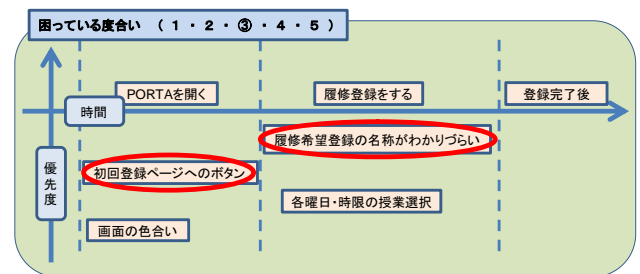 困っている度合い （ 1 ・ 2 ・ ③ ・ 4 ・ 5 ）
PORTAを開く
履修登録をする
登録完了後
時間
履修希望登録の名称がわかりづらい
優先度
初回登録ページへのボタン
各曜日・時限の授業選択
画面の色合い